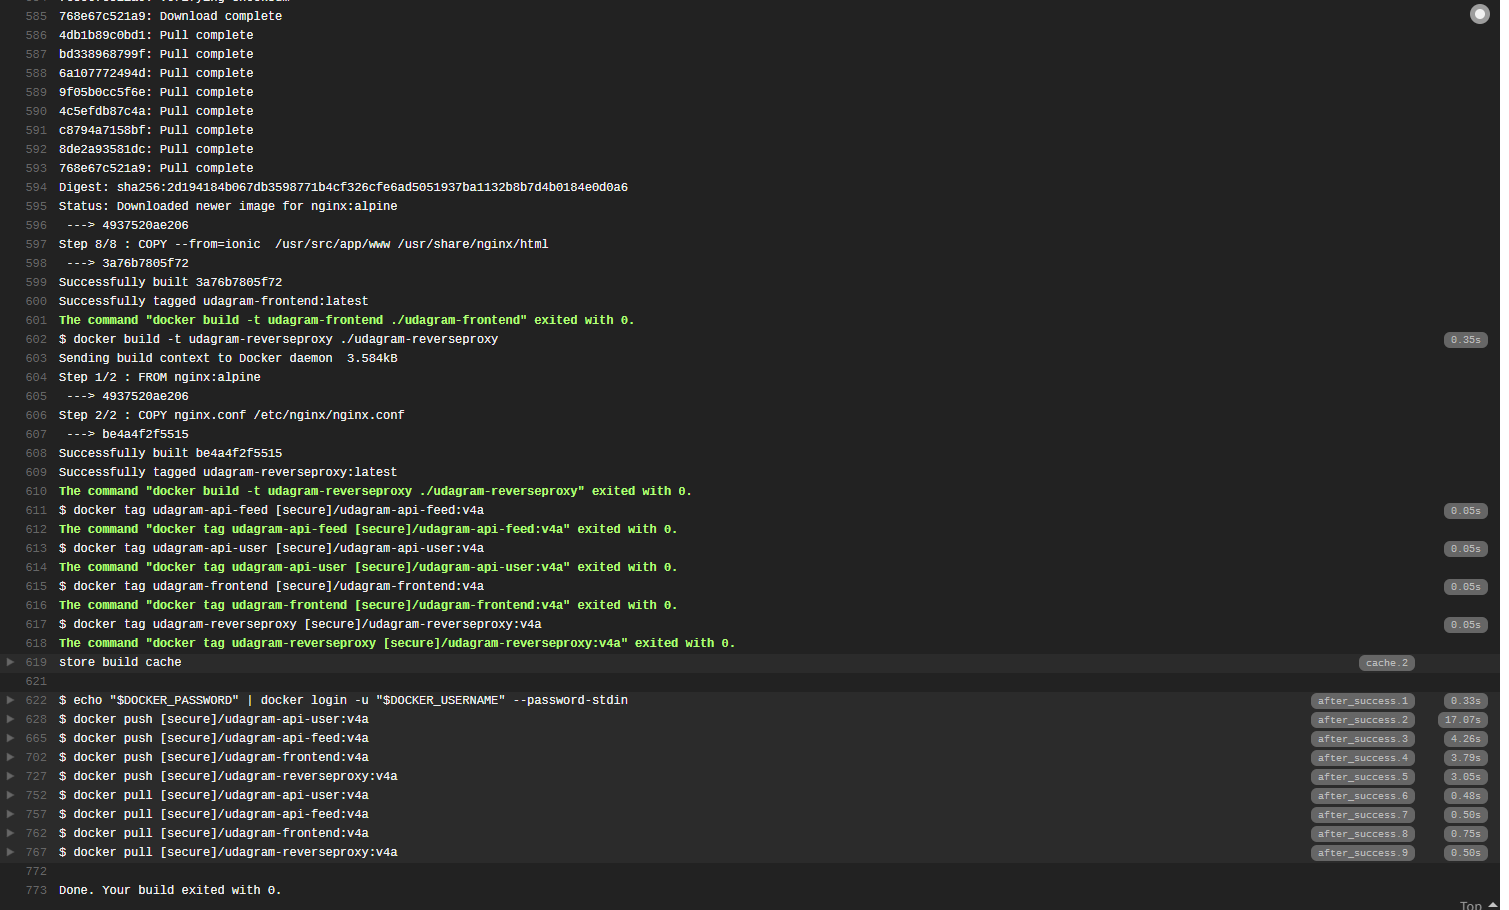 585 768e67c521a9: Download complete
586 4db1b89c0bd1: Pull complete
587 bd338968799f: Pull complete
588 6a107772494d: Pull complete
589 9f05b0cc5f6e: Pull complete
590 4c5efdb87c4a: Pull complete
591 c8794a7158bf: Pull complete
592 8de2a93581dc: Pull complete
593 768e67c521a9: Pull complete
594 Digest: sha256:2d194184b067db3598771b4cf326cfe6ad5051937ba1132b8b7d4b0184e0d0a6
595 Status: Downloaded newer image for nginx:alpine
596  ---> 4937520ae206
597 Step 8/8 : COPY --from=ionic  /usr/src/app/www /usr/share/nginx/html
598  ---> 3a76b7805f72
599 Successfully built 3a76b7805f72
600 Successfully tagged udagram-frontend:latest
601 The command "docker build -t udagram-frontend ./udagram-frontend" exited with 0.
602 $ docker build -t udagram-reverseproxy ./udagram-reverseproxy 0.35s
603 Sending build context to Docker daemon  3.584kB
604 Step 1/2 : FROM nginx:alpine
605  ---> 4937520ae206
606 Step 2/2 : COPY nginx.conf /etc/nginx/nginx.conf
607  ---> be4a4f2f5515
608 Successfully built be4a4f2f5515
609 Successfully tagged udagram-reverseproxy:latest
610 The command "docker build -t udagram-reverseproxy ./udagram-reverseproxy" exited with 0.
611 $ docker tag udagram-api-feed [secure]/udagram-api-feed:v4a 0.05s
612 The command "docker tag udagram-api-feed [secure]/udagram-api-feed:v4a" exited with 0.
613 $ docker tag udagram-api-user [secure]/udagram-api-user:v4a 0.05s
614 The command "docker tag udagram-api-user [secure]/udagram-api-user:v4a" exited with 0.
615 $ docker tag udagram-frontend [secure]/udagram-frontend:v4a 0.05s
616 The command "docker tag udagram-frontend [secure]/udagram-frontend:v4a" exited with 0.
617 $ docker tag udagram-reverseproxy [secure]/udagram-reverseproxy:v4a 0.05s
618 The command "docker tag udagram-reverseproxy [secure]/udagram-reverseproxy:v4a" exited with 0.
619 store build cache cache.2
621
622 $ echo "$DOCKER_PASSWORD" | docker login -u "$DOCKER_USERNAME" --password-stdin after_success.1 0.33s
628 $ docker push [secure]/udagram-api-user:v4a after_success.2 17.07s
665 $ docker push [secure]/udagram-api-feed:v4a after_success.3 4.26s
702 $ docker push [secure]/udagram-frontend:v4a after_success.4 3.79s
727 $ docker push [secure]/udagram-reverseproxy:v4a after_success.5 3.05s
752 $ docker pull [secure]/udagram-api-user:v4a after_success.6 0.48s
757 $ docker pull [secure]/udagram-api-feed:v4a after_success.7 0.50s
762 $ docker pull [secure]/udagram-frontend:v4a after_success.8 0.75s
767 $ docker pull [secure]/udagram-reverseproxy:v4a after_success.9 0.50s
772
773 Done. Your build exited with 0.
Top